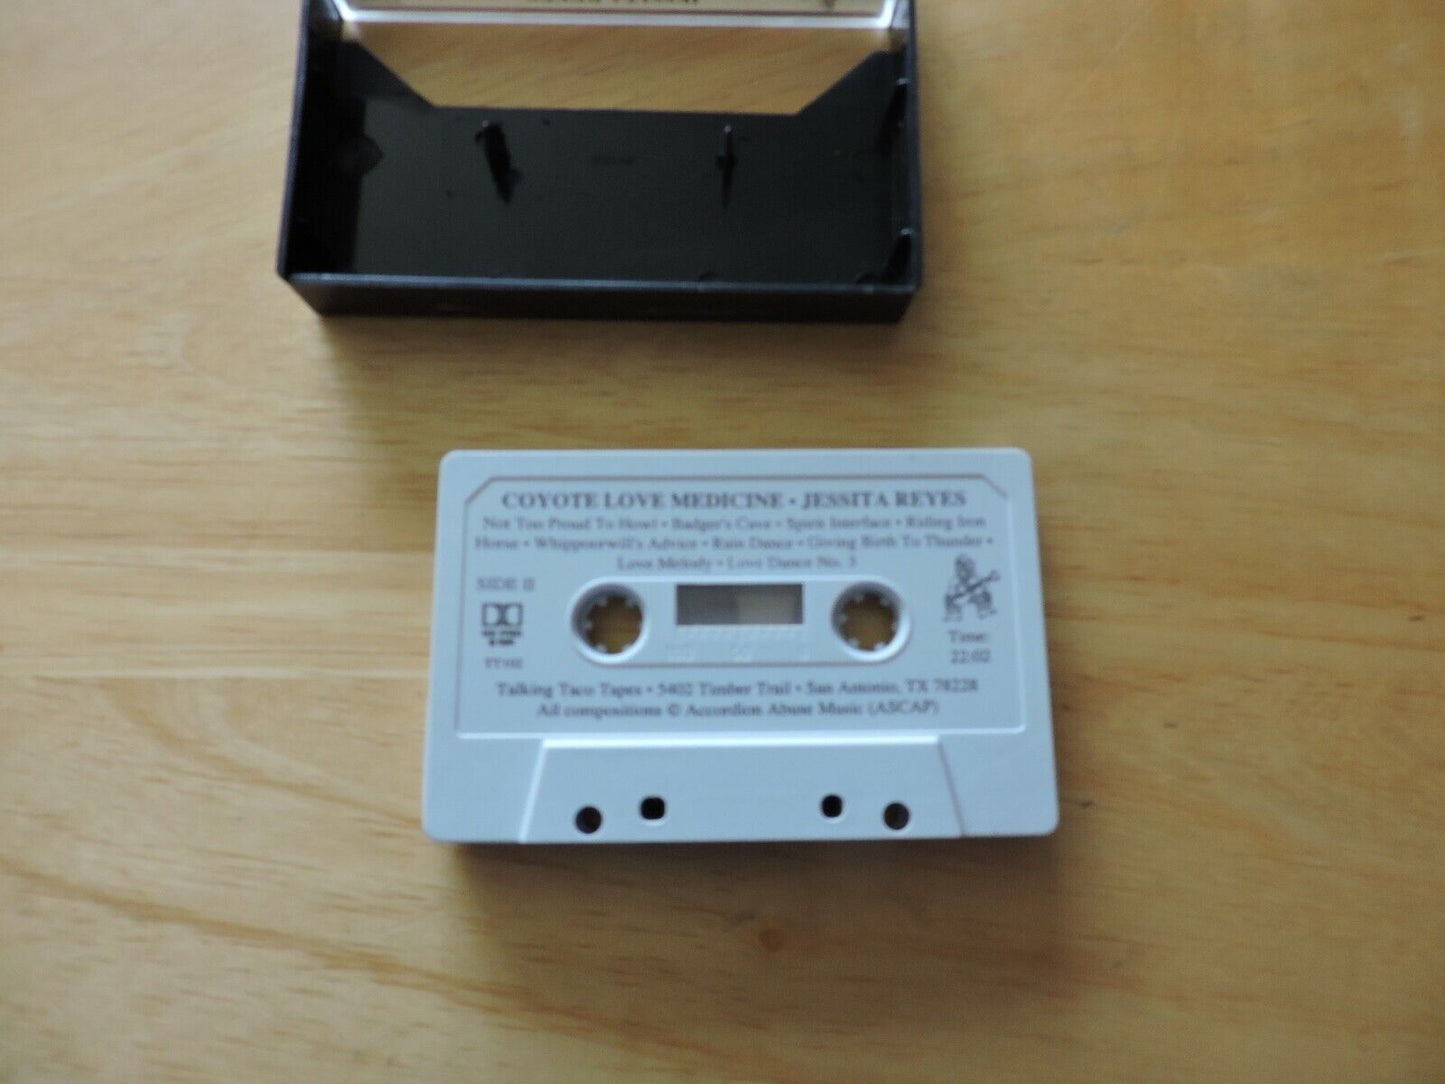 COYOTE LOVE MEDICINE • JESSITA REYES
Not Too Proud To Howl • Badger's Cave • Spirit Interface • Riding Iron
Horse • Whippoorwill's Advice • Rain Dance • Giving Birth To Thunder •
Love Melody • Love Dance No. 3
SIDE II
Time:
22:02
Talking Taco Tapes • 5402 Timber Trail • San Antonio, TX 78228
All compositions © Accordion Abuse Music (ASCAP)